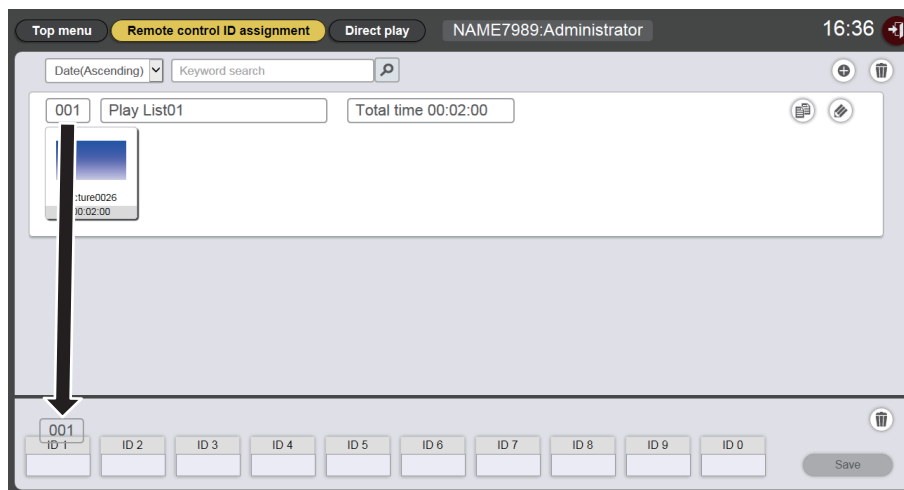 Top menu Remote control ID assignment Direct play NAME7989:Administrator 16:36
Date(Ascending) Keyword search
001 Play List01 Total time 00:02:00
cture0026
00:02:00
001
ID 1 ID 2 ID 3 ID 4 ID 5 ID 6 ID 7 ID 8 ID 9 ID 0
Save